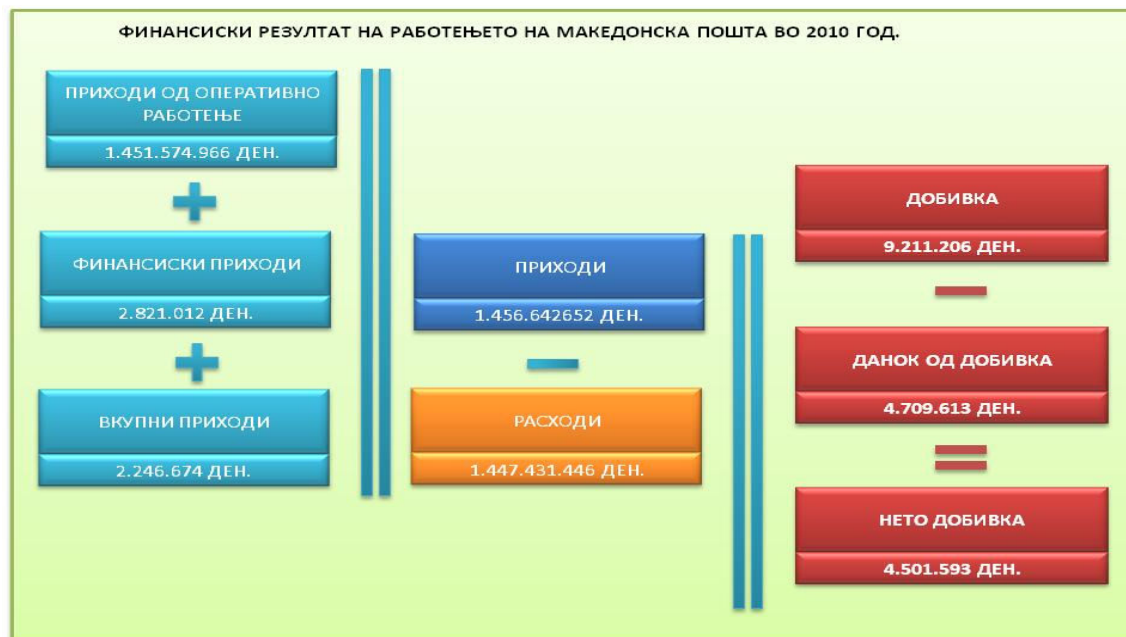 ФИНАНСИСКИ РЕЗУЛТАТ НА РАБОТЕЊЕТО НА МАКЕДОНСКА ПОШТА ВО 2010 ГОД.
ПРИХОДИ ОД ОПЕРАТИВНО
РАБОТЕЊЕ
1.451.574.966 ДЕН.
ФИНАНСИСКИ ПРИХОДИ
2.821.012 ДЕН.
ВКУПНИ ПРИХОДИ
2.246.674 ДЕН.
ПРИХОДИ
1.456.642652 ДЕН.
РАСХОДИ
1.447.431.446 ДЕН.
ДОБИВКА
9.211.206 ДЕН.
ДАНОК ОД ДОБИВКА
4.709.613 ДЕН.
НЕТО ДОБИВКА
4.501.593 ДЕН.